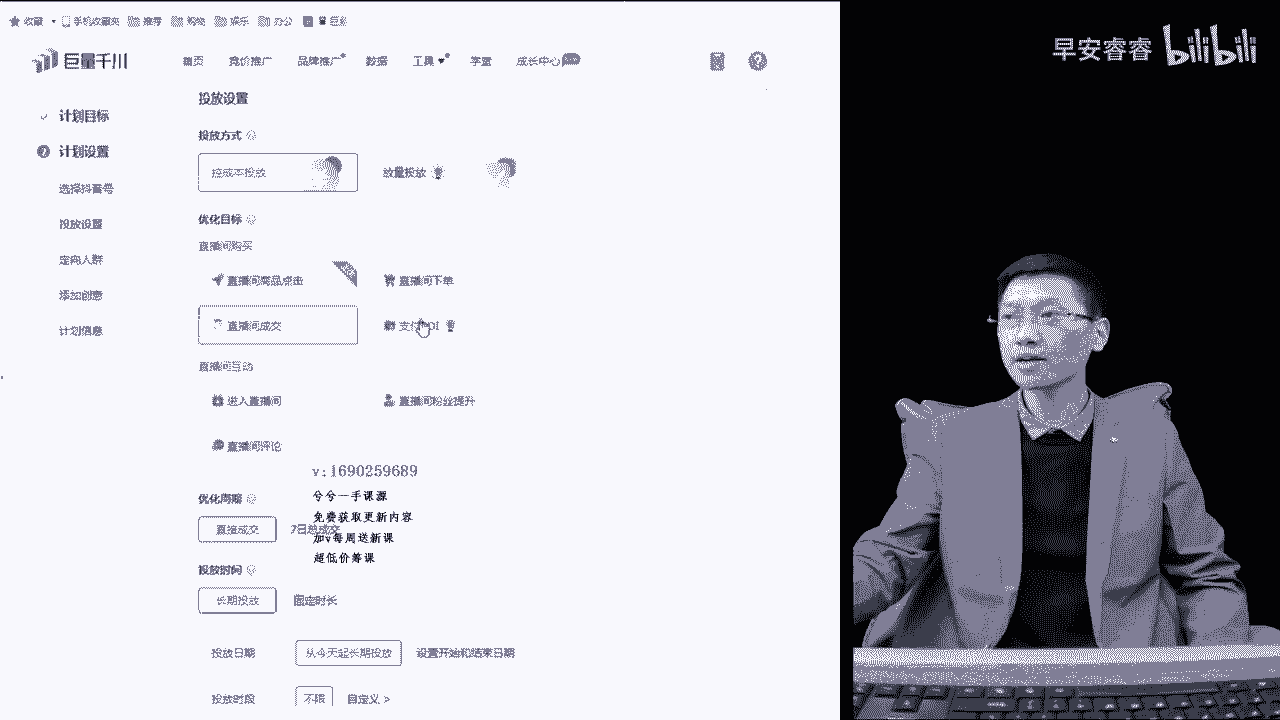 收藏 手机收藏夹 推荐 购物 娱乐 办公
巨量千川
首页 竞价推广 品牌推广 数据 工具 学堂 成长中心
早安睿睿 bilibili
计划目标
计划设置
选择抖音号
投放设置
定向人群
添加创意
计划信息
投放设置
投放方式
控成本投放 放量投放
优化目标
直播间购买
直播间商品点击 直播间下单
直播间成交
直播间互动
进入直播间 直播间粉丝提升
直播间评论
v:1690259689
兮兮一手课源
免费获取更新内容
加v每周送新课
超低价筹课
优化周期
直接成交 7日总成交
投放时间
长期投放 固定时长
投放日期 从今天起长期投放 设置开始和结束日期
投放时段 不限 自定义 >